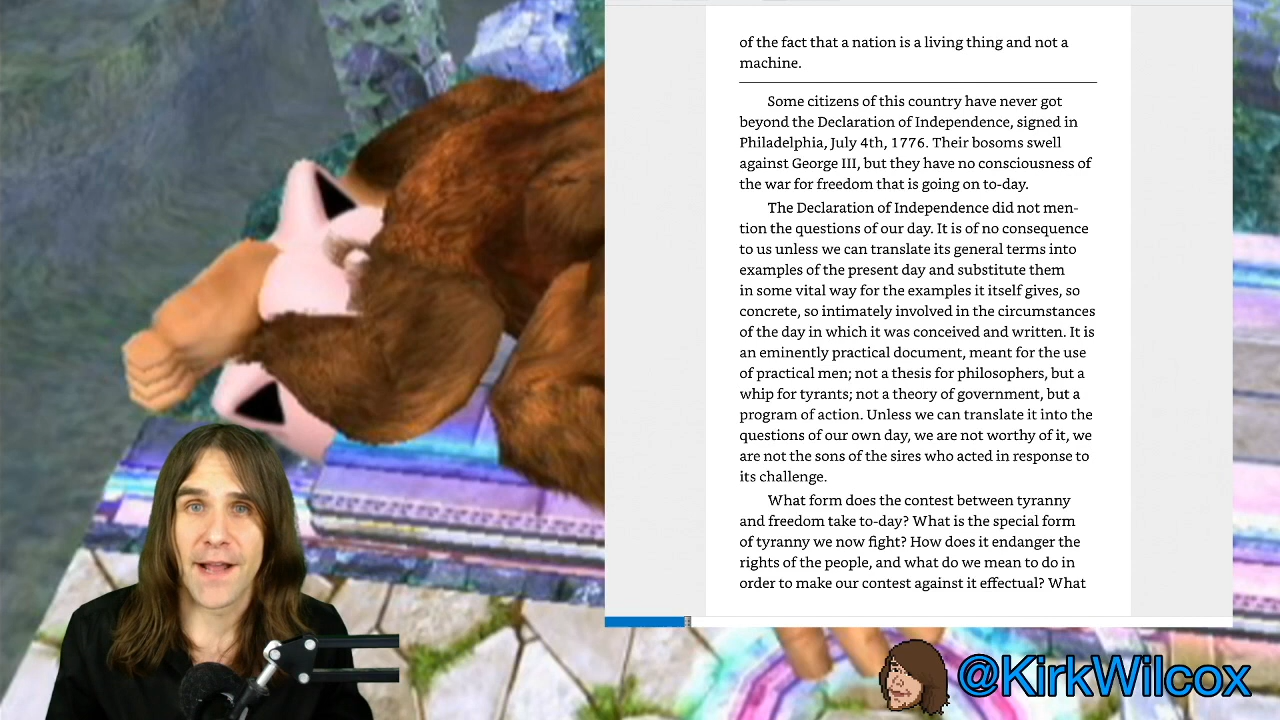 of the fact that a nation is a living thing and not a
machine.
Some citizens of this country have never got
beyond the Declaration of Independence, signed in
Philadelphia, July 4th, 1776. Their bosoms swell
against George III, but they have no consciousness of
the war for freedom that is going on to-day.
The Declaration of Independence did not men-
tion the questions of our day. It is of no consequence
to us unless we can translate its general terms into
examples of the present day and substitute them
in some vital way for the examples it itself gives, so
concrete, so intimately involved in the circumstances
of the day in which it was conceived and written. It is
an eminently practical document, meant for the use
of practical men; not a thesis for philosophers, but a
whip for tyrants; not a theory of government, but a
program of action. Unless we can translate it into the
questions of our own day, we are not worthy of it, we
are not the sons of the sires who acted in response to
its challenge.
What form does the contest between tyranny
and freedom take to-day? What is the special form
of tyranny we now fight? How does it endanger the
rights of the people, and what do we mean to do in
order to make our contest against it effectual? What
@KirkWilcox